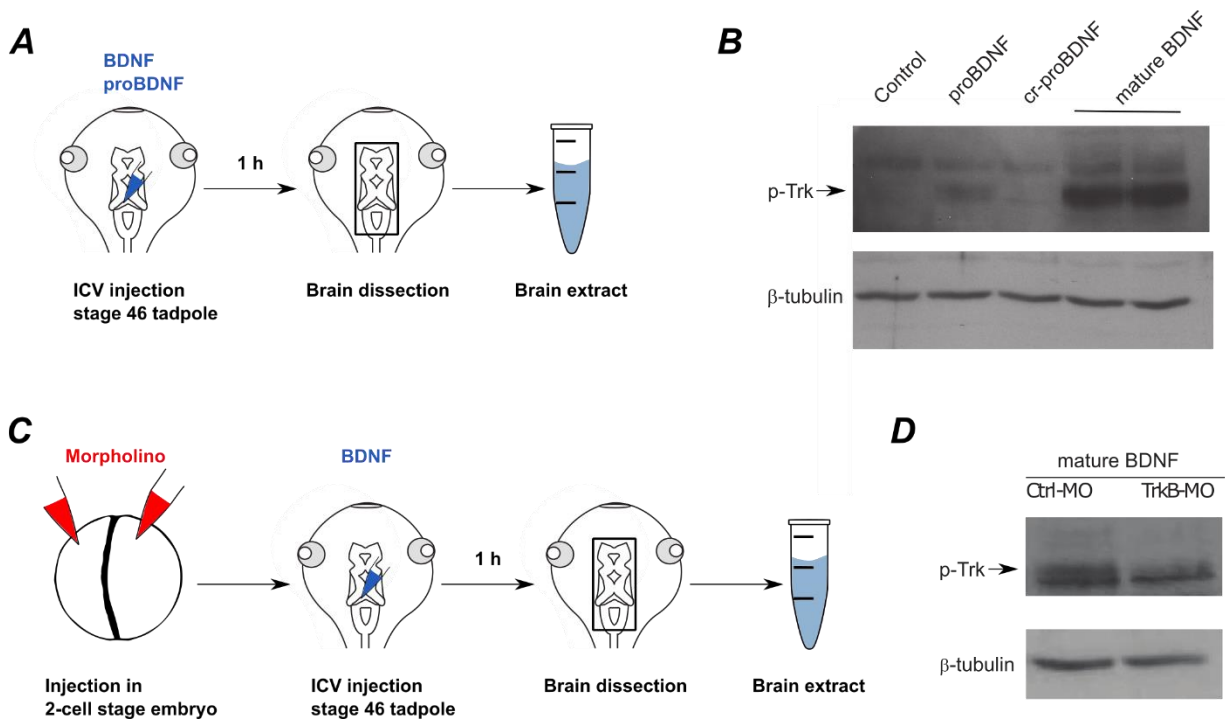 A
BDNF
proBDNF
1 h
ICV injection
stage 46 tadpole
Brain dissection
Brain extract
B
Control
proBDNF
cr-proBDNF
mature BDNF
p-Trk
β-tubulin
C
Morpholino
BDNF
1 h
Injection in
2-cell stage embryo
ICV injection
stage 46 tadpole
Brain dissection
Brain extract
D
mature BDNF
Ctrl-MO TrkB-MO
p-Trk
β-tubulin